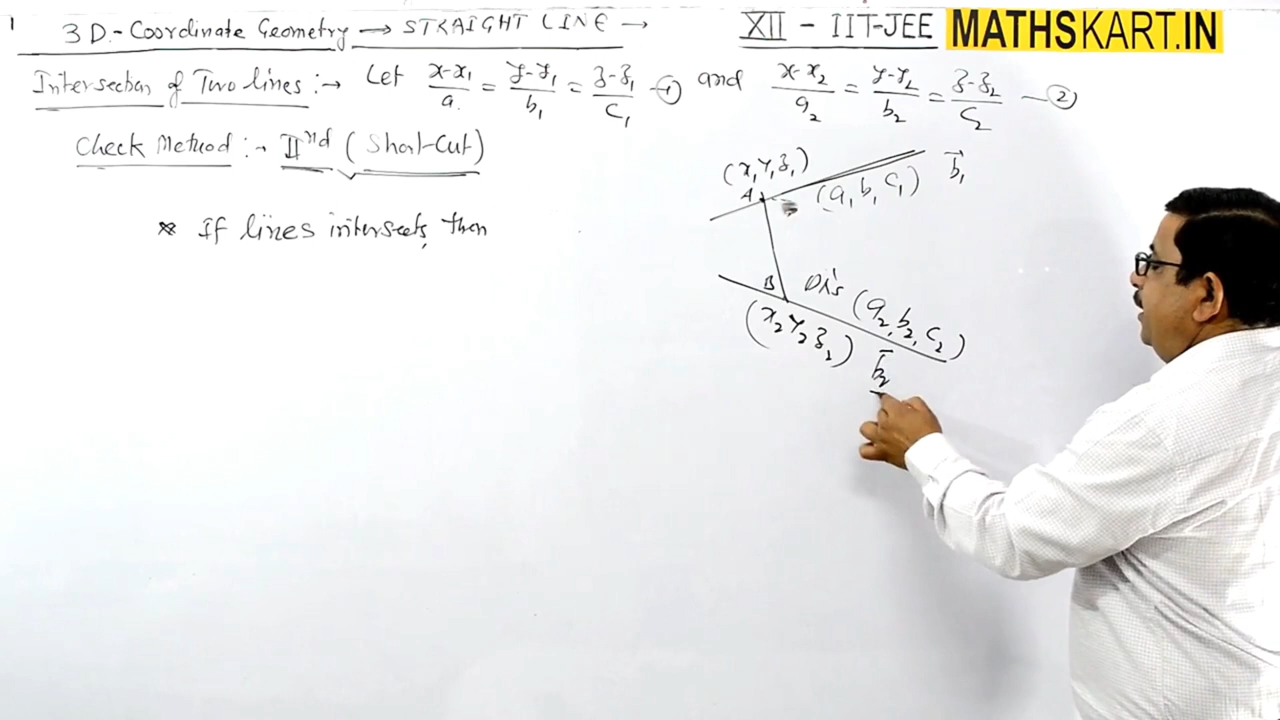 1
3D.-Coordinate Geometry → STRAIGHT LINE →
XII - IIT-JEE
MATHSKART.IN
Intersection of Two lines :→ Let x-x₁/a₁ = y-y₁/b₁ = z-z₁/c₁ -① and x-x₂/a₂ = y-y₂/b₂ = z-z₂/c₂ -②
Check Method :- IInd (Short-Cut)
* If lines intersects, then
(x₁ y₁ z₁)
A
(a₁ b₁ c₁)
b⃗₁
B
Dr's (a₂, b₂, c₂)
(x₂ y₂ z₂)
b⃗₂